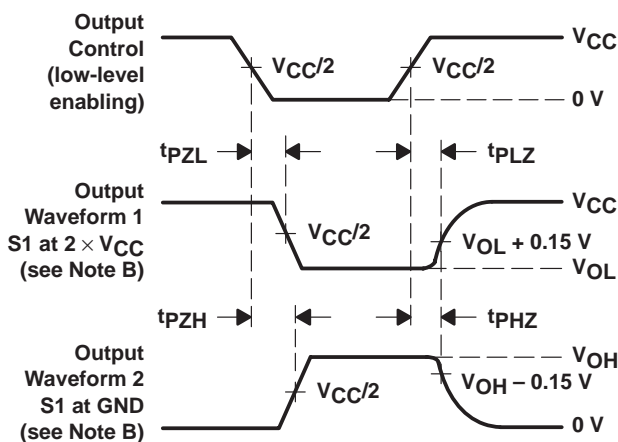 Output
Control
(low-level
enabling)
VCC/2
VCC/2
VCC
0 V
tPZL
tPLZ
Output
Waveform 1
S1 at 2 × VCC
(see Note B)
VCC/2
VCC
VOL + 0.15 V
VOL
tPZH
tPHZ
Output
Waveform 2
S1 at GND
(see Note B)
VCC/2
VOH
VOH – 0.15 V
0 V